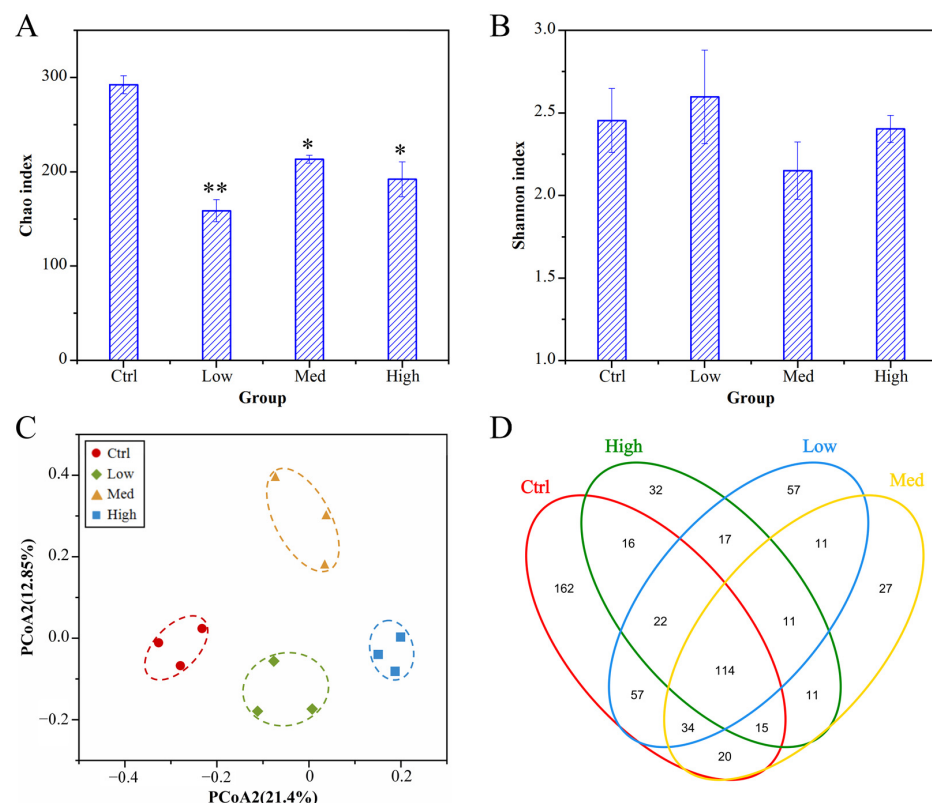 A
300
200
100
0
Chao index
**
*
*
Ctrl Low Med High
Group
B
3.0
2.5
2.0
1.5
1.0
Shannon index
Ctrl Low Med High
Group
C
Ctrl
Low
Med
High
0.4
0.2
0.0
−0.2
PCoA2(12.85%)
−0.4 −0.2 0 0.2
PCoA2(21.4%)
D
High Low
Ctrl Med
32 57
16 17 11
162 27
22 11
114
57 11
34 15
20